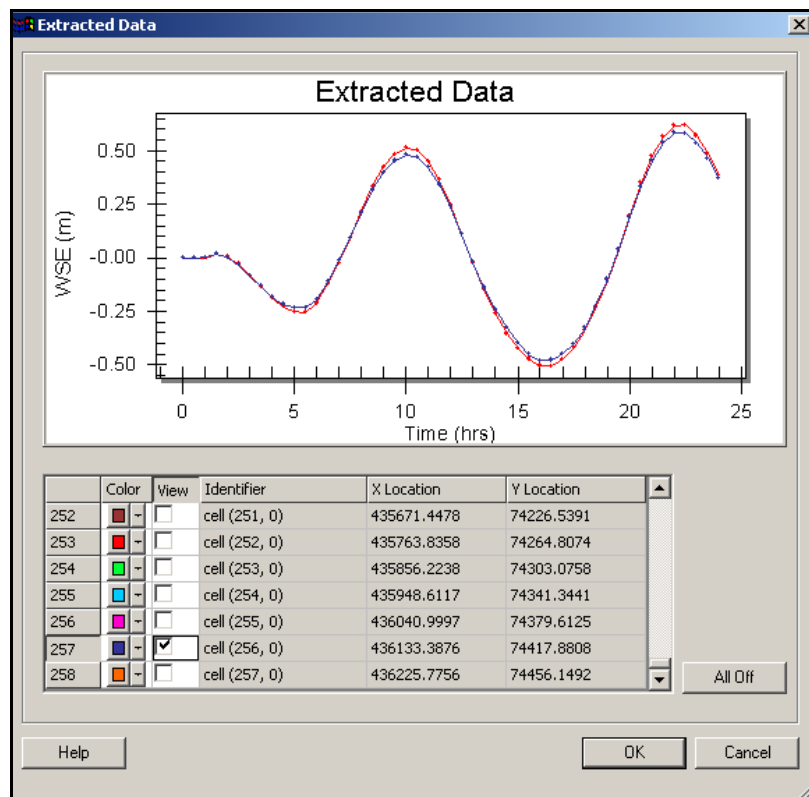 Extracted Data
Extracted Data
WSE (m)
0.50
0.25
-0.00
-0.25
-0.50
0 5 10 15 20 25
Time (hrs)
Color View Identifier X Location Y Location
252 cell (251, 0) 435671.4478 74226.5391
253 cell (252, 0) 435763.8358 74264.8074
254 cell (253, 0) 435856.2238 74303.0758
255 cell (254, 0) 435948.6117 74341.3441
256 cell (255, 0) 436040.9997 74379.6125
257 cell (256, 0) 436133.3876 74417.8808
258 cell (257, 0) 436225.7756 74456.1492
All Off
Help OK Cancel